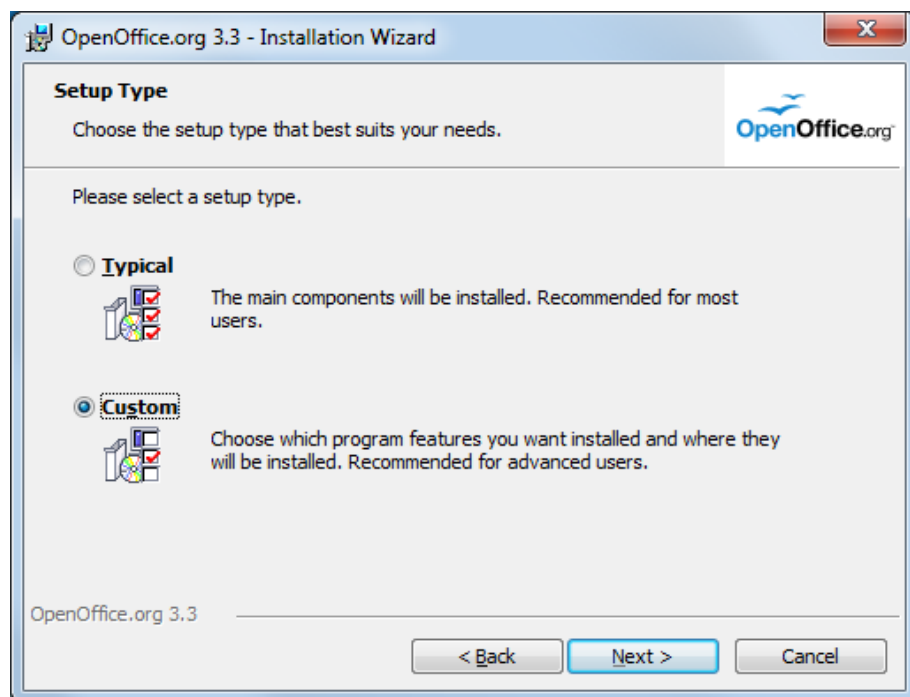 OpenOffice.org 3.3 - Installation Wizard
X
Setup Type
Choose the setup type that best suits your needs.
OpenOffice.org
Please select a setup type.
Typical
The main components will be installed. Recommended for most
users.
Custom
Choose which program features you want installed and where they
will be installed. Recommended for advanced users.
OpenOffice.org 3.3
< Back Next > Cancel